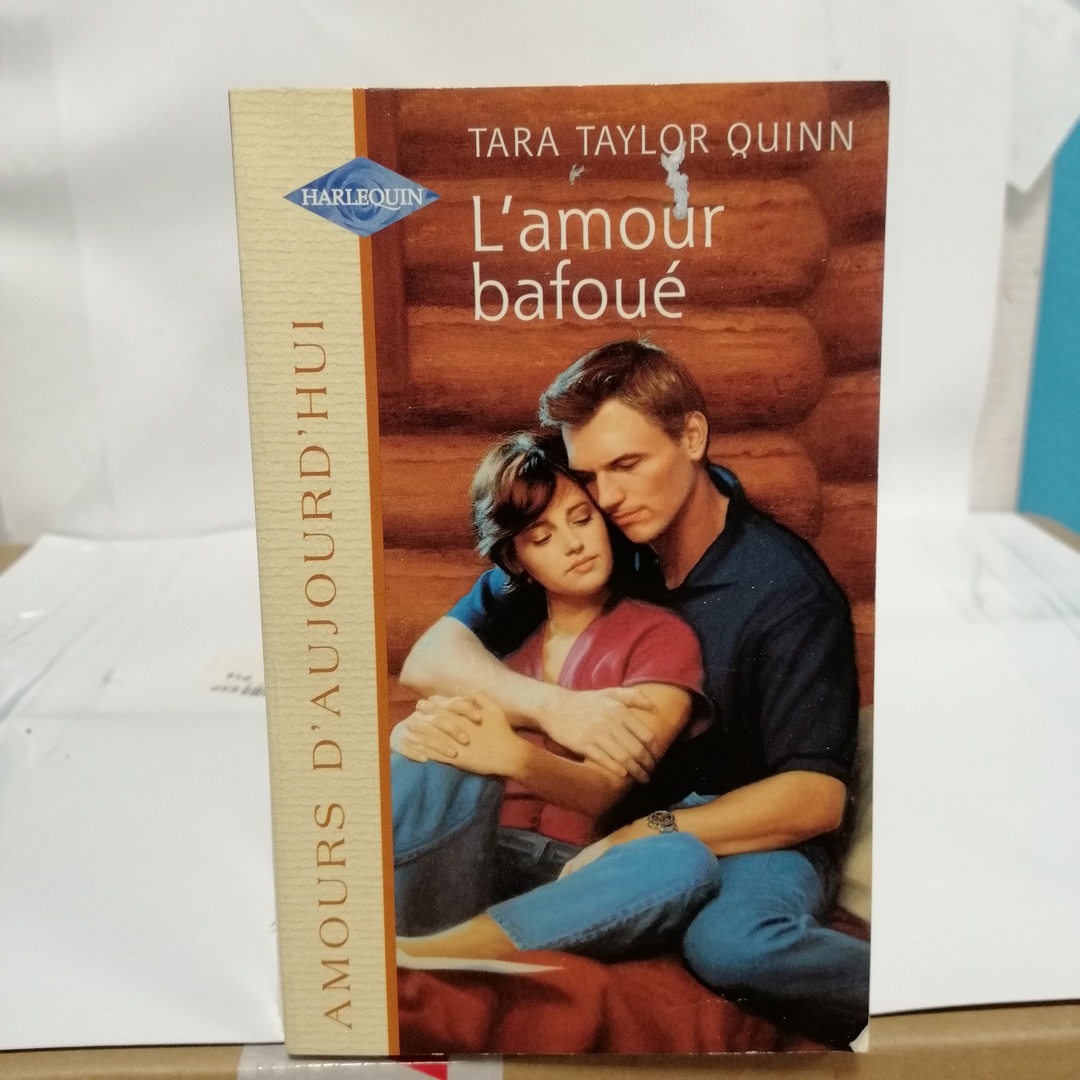 TARA TAYLOR QUINN
HARLEQUIN
L'amour
bafoué
AMOURS D'AUJOURD'HUI